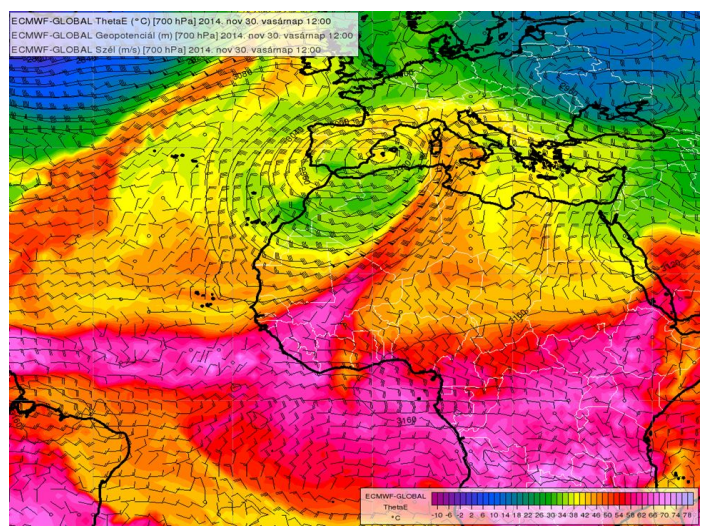 ECMWF-GLOBAL ThetaE (°C) [700 hPa] 2014. nov 30. vasárnap 12:00
ECMWF-GLOBAL Geopotenciál (m) [700 hPa] 2014. nov 30. vasárnap 12:00
ECMWF-GLOBAL Szél (m/s) [700 hPa] 2014. nov 30. vasárnap 12:00
3160
3160
ECMWF-GLOBAL
ThetaE
°C
-10 -6 -2 2 6 10 14 18 22 26 30 34 38 42 46 50 54 58 62 66 70 74 78